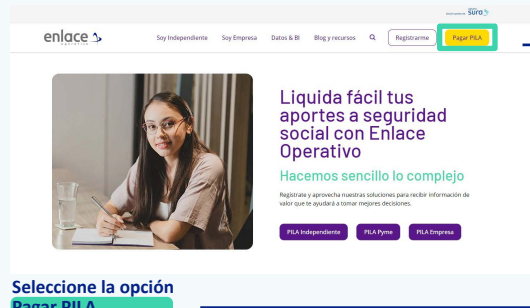 sura
enlace
operativo
Soy Independiente Soy Empresa Datos & BI Blog y recursos Registrarme Pagar PILA
Liquida fácil tus
aportes a seguridad
social con Enlace
Operativo
Hacemos sencillo lo complejo
Regístrate y aprovecha nuestras soluciones para recibir información de
valor que te ayudará a tomar mejores decisiones.
PILA Independiente PILA Pyme PILA Empresa
Seleccione la opción
Pagar PILA